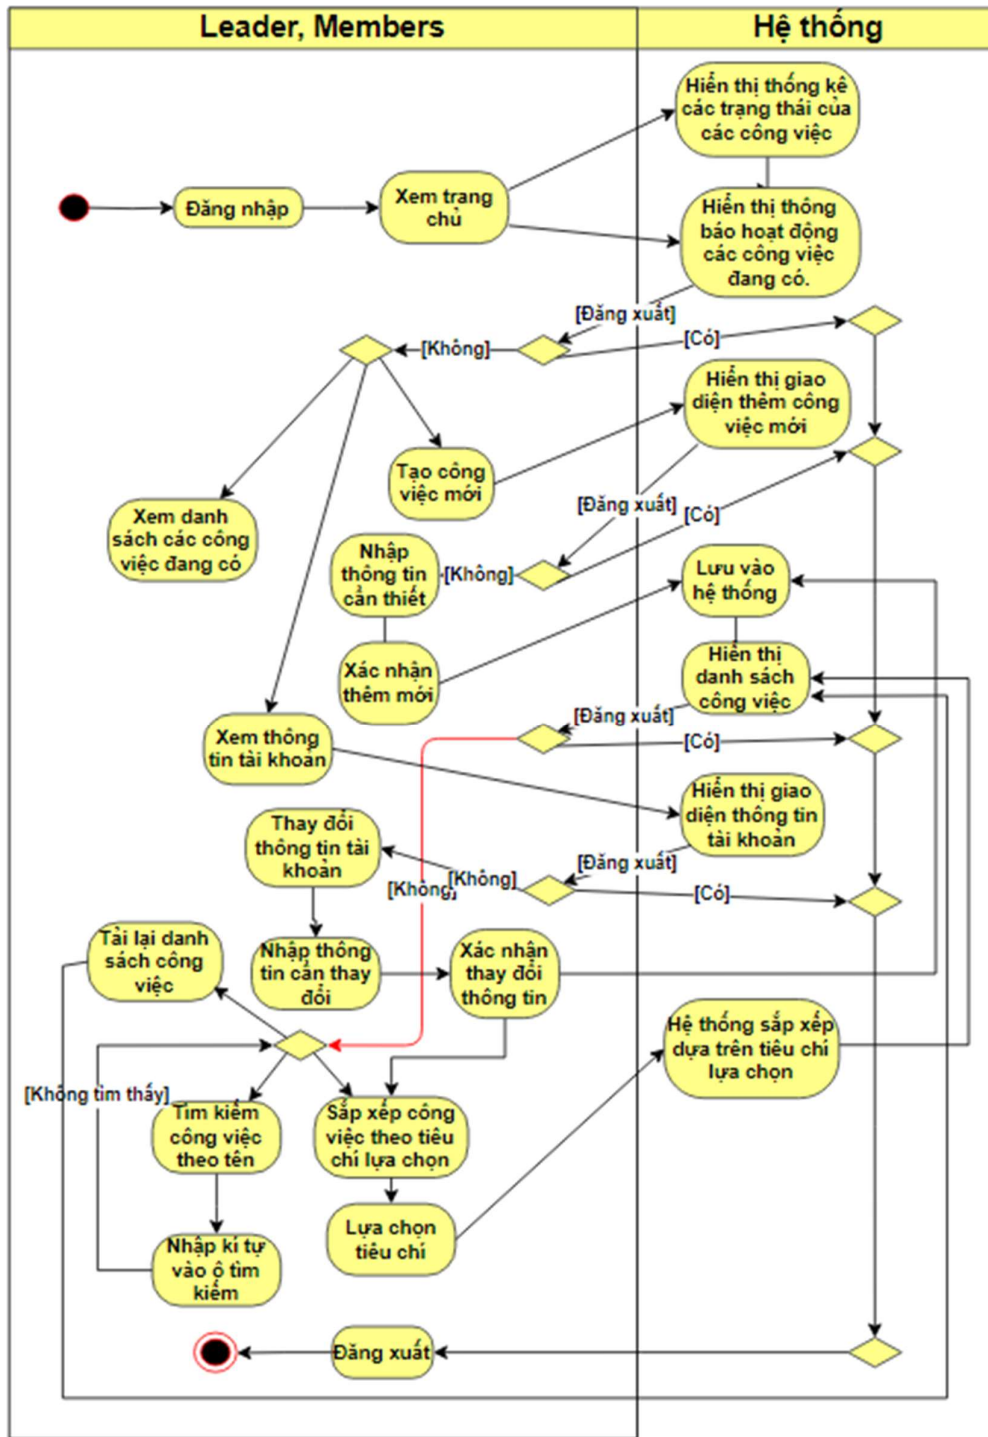 Leader, Members
Hệ thống
Hiển thị thống kê
các trạng thái của
các công việc
Đăng nhập
Xem trang
chủ
Hiển thị thông
báo hoạt động
các công việc
đang có.
[Đăng xuất]
[Không]
[Có]
Hiển thị giao
diện thêm công
việc mới
Tạo công
việc mới
Xem danh
sách các công
việc đang có
[Đăng xuất]
[Có]
Nhập
thông tin
cần thiết
[Không]
Lưu vào
hệ thống
Xác nhận
thêm mới
Hiển thị
danh sách
công việc
[Đăng xuất]
[Có]
Xem thông
tin tài khoản
Hiển thị giao
diện thông tin
tài khoản
Thay đổi
thông tin tài
khoản
[Đăng xuất]
[Không]
[Không]
[Có]
Tải lại danh
sách công
việc
Nhập thông
tin cần thay
đổi
Xác nhận
thay đổi
thông tin
Hệ thống sắp xếp
dựa trên tiêu chí
lựa chọn
[Không tìm thấy]
Tìm kiếm
công việc
theo tên
Sắp xếp công
việc theo tiêu
chí lựa chọn
Lựa chọn
tiêu chí
Nhập kí tự
vào ô tìm
kiếm
Đăng xuất